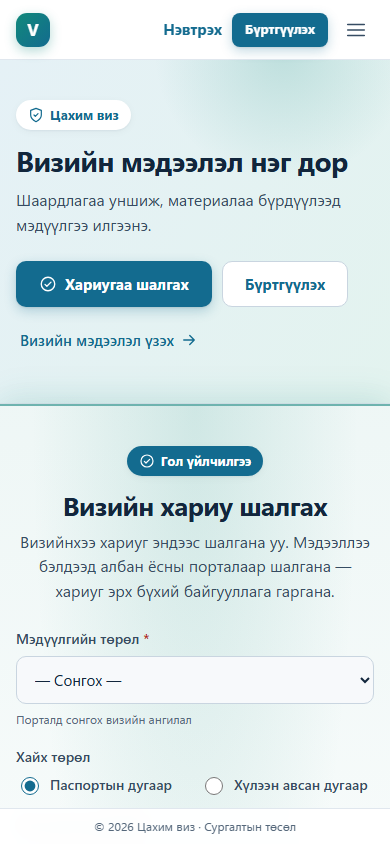 V
Нэвтрэх
Бүртгүүлэх
Цахим виз
Визийн мэдээлэл нэг дор
Шаардлагаа уншиж, материалаа бүрдүүлээд
мэдүүлгээ илгээнэ.
Хариугаа шалгах
Бүртгүүлэх
Визийн мэдээлэл үзэх →
Гол үйлчилгээ
Визийн хариу шалгах
Визийнхээ хариуг эндээс шалгана уу. Мэдээллээ
бэлдээд албан ёсны порталаар шалгана —
хариуг эрх бүхий байгууллага гаргана.
Мэдүүлгийн төрөл *
— Сонгох —
Порталд сонгох визийн ангилал
Хайх төрөл
Паспортын дугаар
Хүлээн авсан дугаар
© 2026 Цахим виз · Сургалтын төсөл